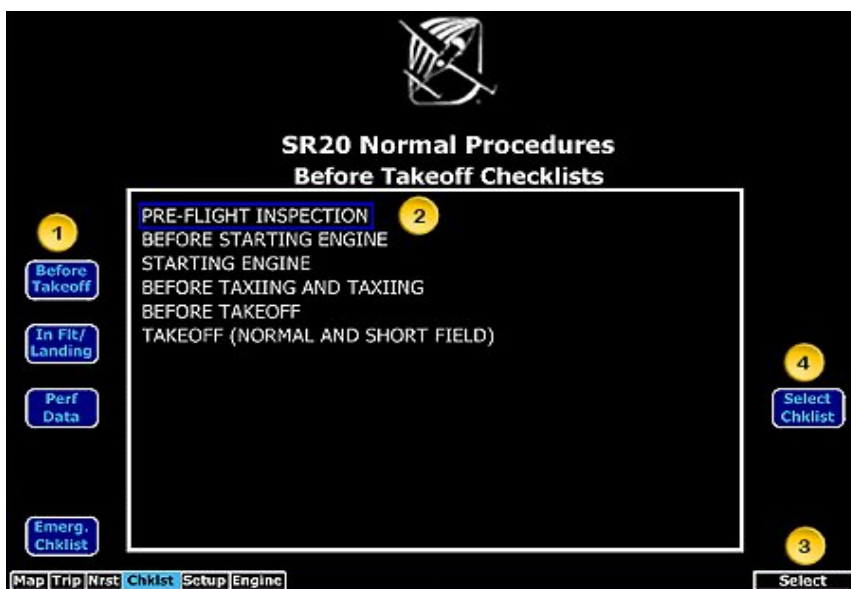 SR20 Normal Procedures
Before Takeoff Checklists
PRE-FLIGHT INSPECTION
2
BEFORE STARTING ENGINE
STARTING ENGINE
BEFORE TAXIING AND TAXIING
BEFORE TAKEOFF
TAKEOFF (NORMAL AND SHORT FIELD)
1
Before
Takeoff
In Flt/
Landing
Perf
Data
Emerg.
Chklist
4
Select
Chklist
3
Map Trip Nrst Chklst Setup Engine
Select